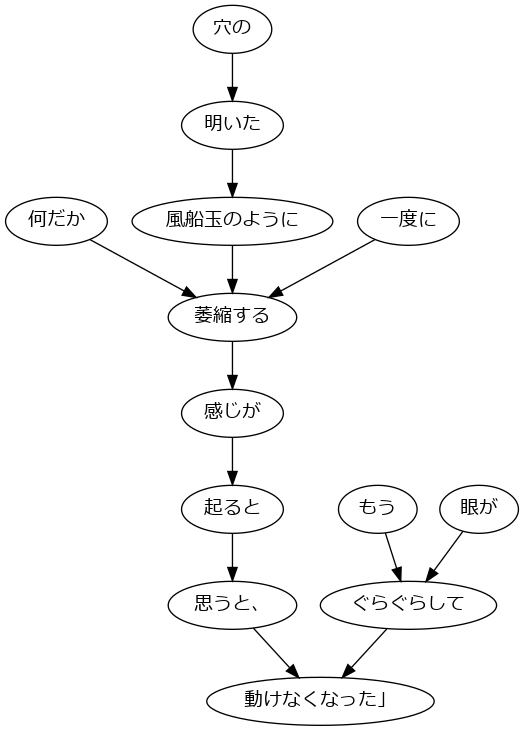 穴の
明いた
何だか
風船玉のように
一度に
萎縮する
感じが
起ると
もう
眼が
思うと、
ぐらぐらして
動けなくなった」